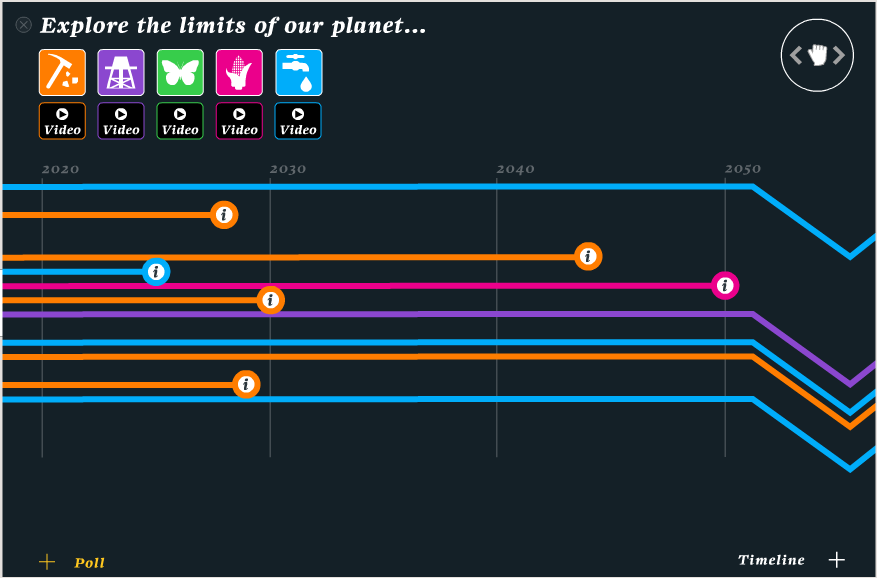 Explore the limits of our planet...
Video Video Video Video Video
2020 2030 2040 2050
i
i
i
i
i
i
Poll
Timeline